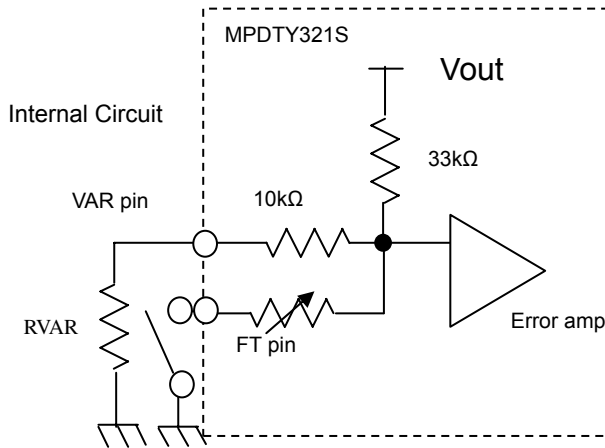 MPDTY321S
Vout
Internal Circuit
33kΩ
VAR pin
10kΩ
RVAR
FT pin
Error amp